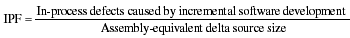 IPF = In-process defects caused by incremental software development
Assembly-equivalent delta source size